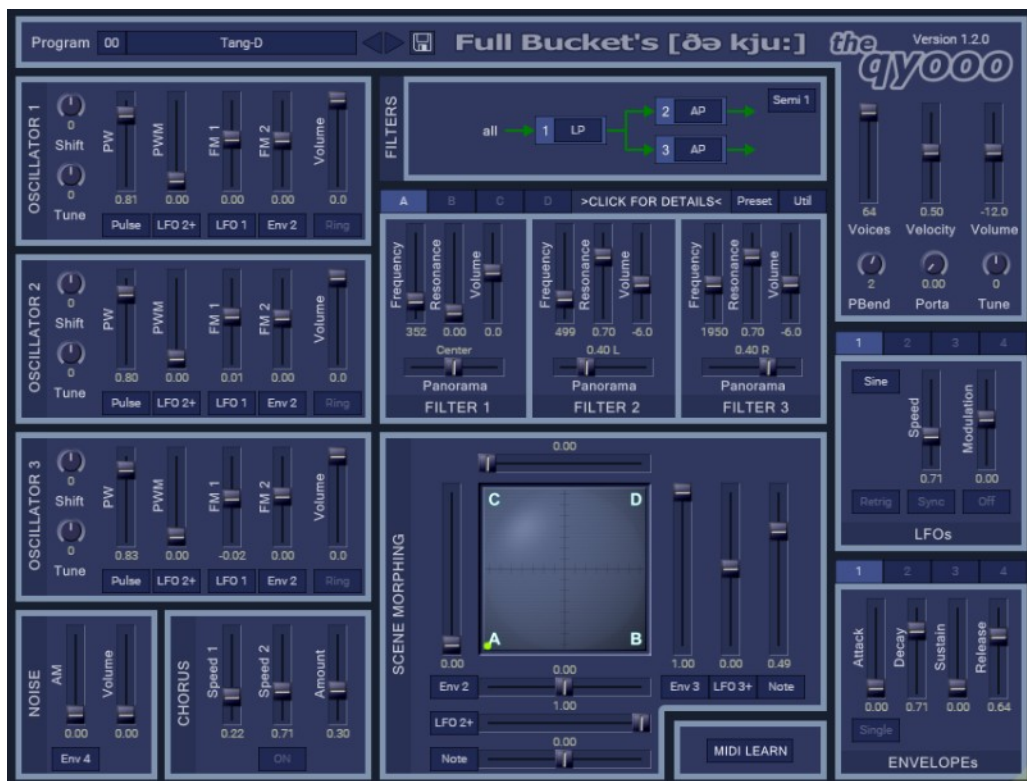 Program 00 Tang-D Full Bucket's [ðə kju:] the qyooo Version 1.2.0
OSCILLATOR 1
0
Shift
0
Tune
PW PWM FM 1 FM 2 Volume
0.81 0.00 0.00 0.00 0.0
Pulse LFO 2+ LFO 1 Env 2 Ring
OSCILLATOR 2
0
Shift
0
Tune
PW PWM FM 1 FM 2 Volume
0.80 0.00 0.01 0.00 0.0
Pulse LFO 2+ LFO 1 Env 2 Ring
OSCILLATOR 3
0
Shift
0
Tune
PW PWM FM 1 FM 2 Volume
0.83 0.00 -0.02 0.00 0.0
Pulse LFO 2+ LFO 1 Env 2 Ring
NOISE
AM Volume
0.00 0.00
Env 4
CHORUS
Speed 1 Speed 2 Amount
0.22 0.71 0.30
ON
FILTERS
all 1 LP 2 AP Semi 1
3 AP
A B C D >CLICK FOR DETAILS< Preset Util
Frequency Resonance Volume
352 0.00 0.0
Center
Panorama
FILTER 1
Frequency Resonance Volume
499 0.70 -6.0
0.40 L
Panorama
FILTER 2
Frequency Resonance Volume
1950 0.70 -6.0
0.40 R
Panorama
FILTER 3
SCENE MORPHING
0.00
C D
A B
0.00 0.00 1.00 0.00 0.49
Env 2 Env 3 LFO 3+ Note
1.00
LFO 2+
0.00
Note
MIDI LEARN
64 0.50 -12.0
Voices Velocity Volume
2 0.00 0
PBend Porta Tune
1 2 3 4
Sine
Speed Modulation
0.71 0.00
Retrig Sync Off
LFOs
1 2 3 4
Attack Decay Sustain Release
0.00 0.71 0.00 0.64
Single
ENVELOPEs